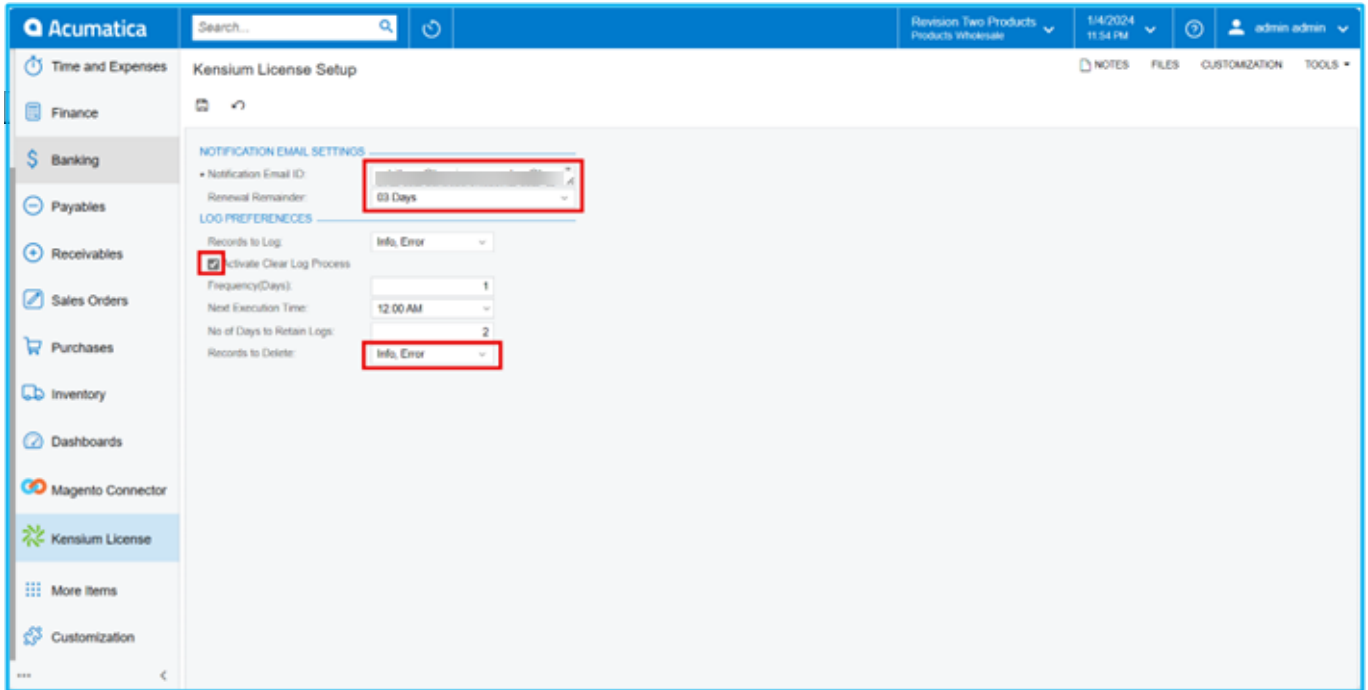 Acumatica
Search...
Revision Two Products
Products Wholesale
1/4/2024
11:54 PM
admin admin
Time and Expenses
Finance
Banking
Payables
Receivables
Sales Orders
Purchases
Inventory
Dashboards
Magento Connector
Kensium License
More Items
Customization
Kensium License Setup
NOTES FILES CUSTOMIZATION TOOLS
NOTIFICATION EMAIL SETTINGS
• Notification Email ID:
Renewal Remainder: 03 Days
LOG PREFERENECES
Records to Log: Info, Error
Activate Clear Log Process
Frequency(Days): 1
Next Execution Time: 12:00 AM
No of Days to Retain Logs: 2
Records to Delete: Info, Error